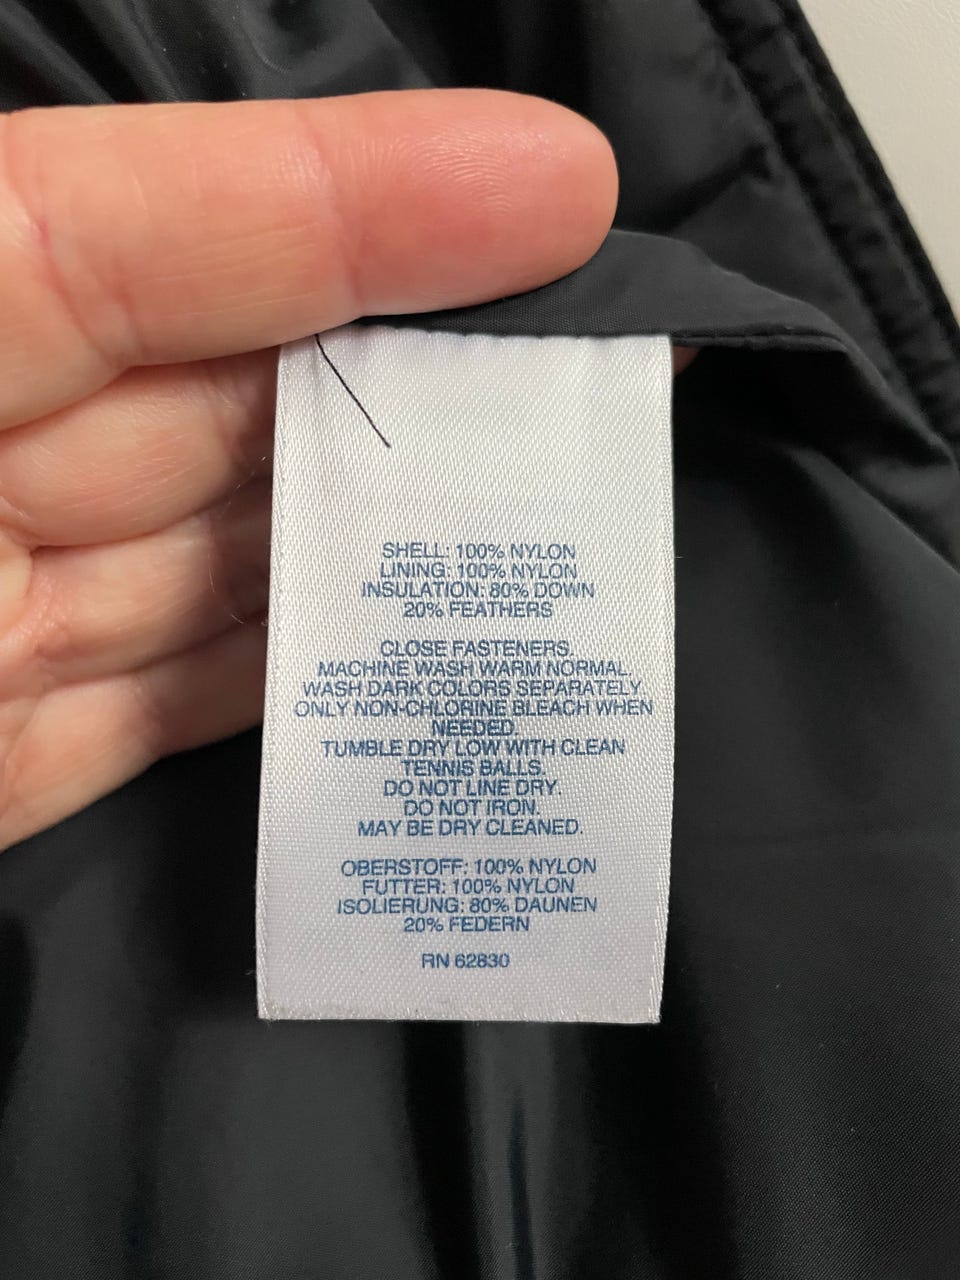 SHELL: 100% NYLON
LINING: 100% NYLON
INSULATION: 80% DOWN
20% FEATHERS
CLOSE FASTENERS.
MACHINE WASH WARM NORMAL,
WASH DARK COLORS SEPARATELY.
ONLY NON-CHLORINE BLEACH WHEN
NEEDED.
TUMBLE DRY LOW WITH CLEAN
TENNIS BALLS.
DO NOT LINE DRY.
DO NOT IRON.
MAY BE DRY CLEANED.
OBERSTOFF: 100% NYLON
FUTTER: 100% NYLON
ISOLIERUNG: 80% DAUNEN
20% FEDERN
RN 62830